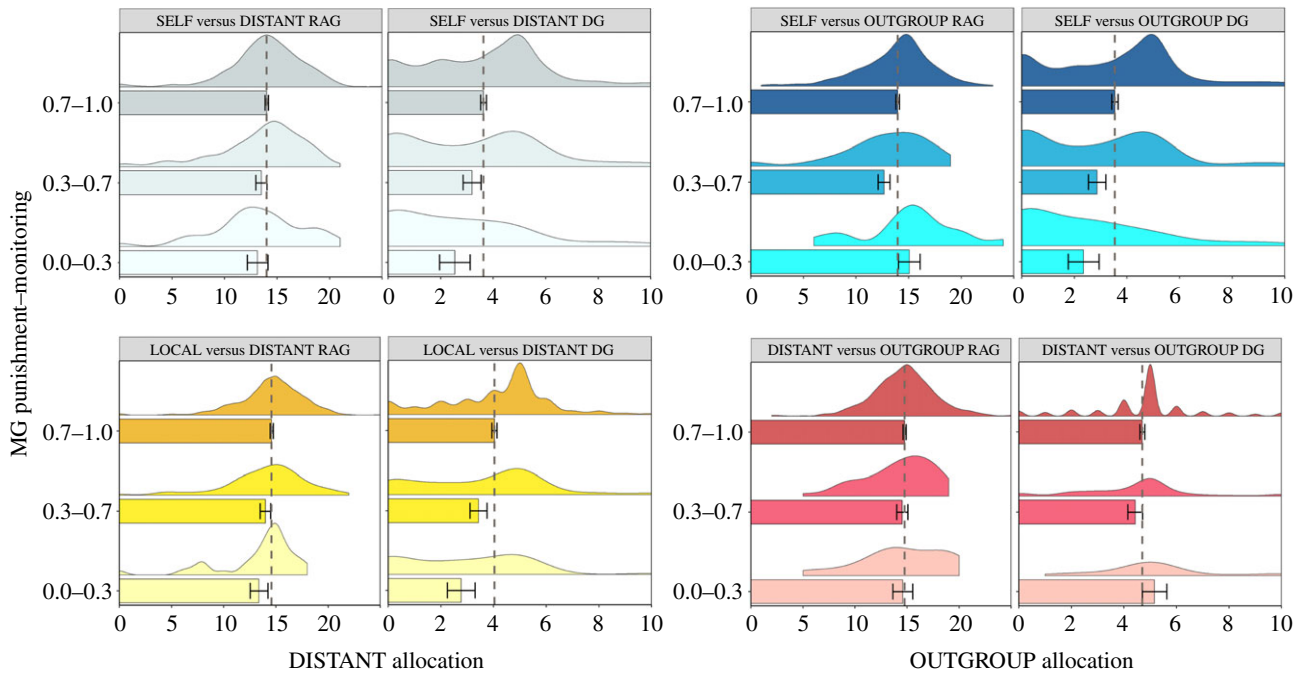 SELF versus DISTANT RAG
SELF versus DISTANT DG
SELF versus OUTGROUP RAG
SELF versus OUTGROUP DG
MG punishment–monitoring
0.7–1.0
0.3–0.7
0.0–0.3
0 5 10 15 20
0 2 4 6 8 10
0.7–1.0
0.3–0.7
0.0–0.3
0 5 10 15 20
0 2 4 6 8 10
LOCAL versus DISTANT RAG
LOCAL versus DISTANT DG
DISTANT versus OUTGROUP RAG
DISTANT versus OUTGROUP DG
0.7–1.0
0.3–0.7
0.0–0.3
0 5 10 15 20
0 2 4 6 8 10
0.7–1.0
0.3–0.7
0.0–0.3
0 5 10 15 20
0 2 4 6 8 10
DISTANT allocation
OUTGROUP allocation